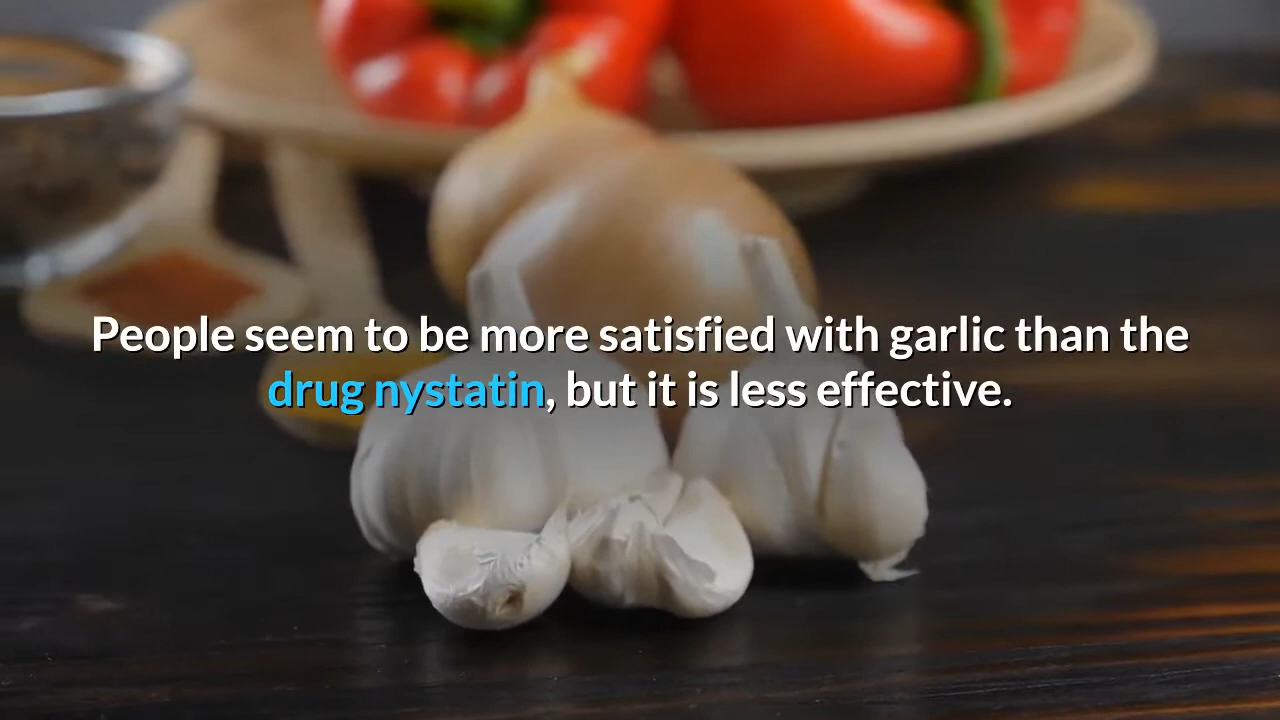 People seem to be more satisfied with garlic than the
drug nystatin, but it is less effective.